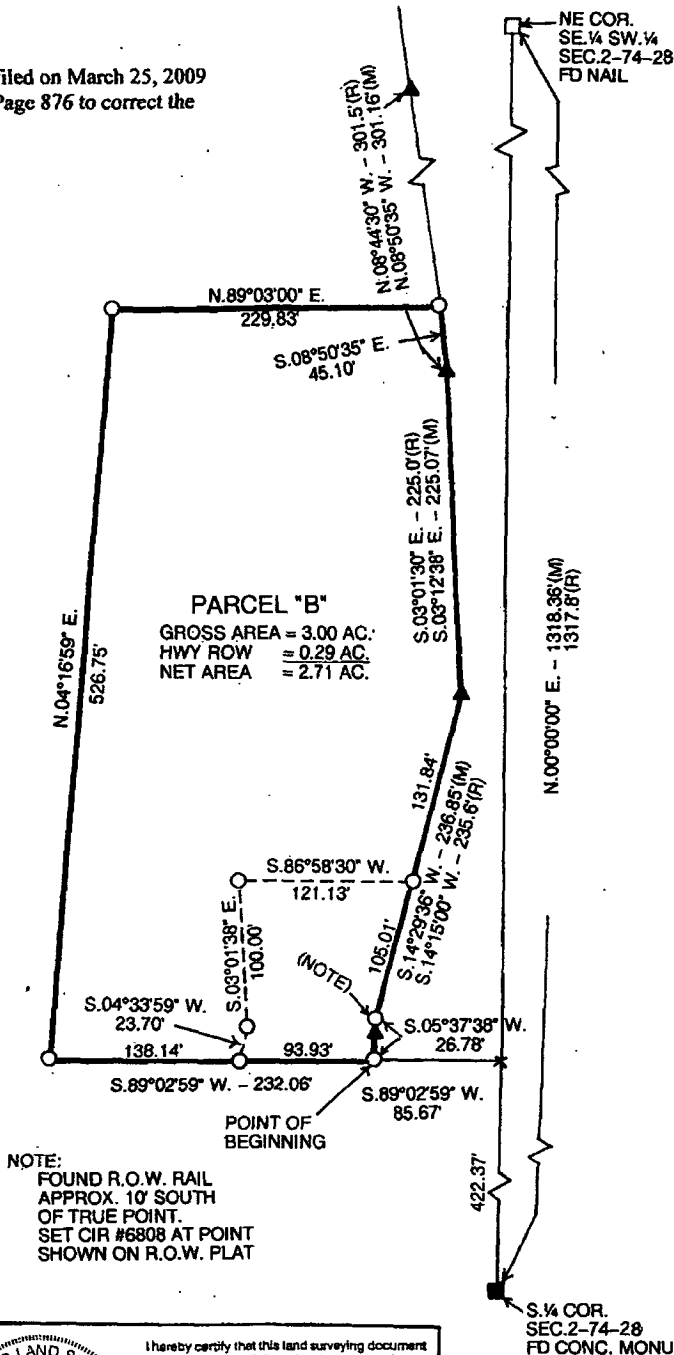 filed on March 25, 2009
Page 876 to correct the
NE COR.
SE.¼ SW.¼
SEC.2-74-28
FD NAIL
N.08°44'30" W. - 301.5'(R)
N.08°50'35" W. - 301.16'(M)
N.89°03'00" E.
229.83'
S.08°50'35" E.
45.10'
S.03°01'30" E. - 225.0'(R)
S.03°12'38" E. - 225.07'(M)
N.04°16'59" E.
526.75'
PARCEL "B"
GROSS AREA = 3.00 AC.
HWY ROW = 0.29 AC.
NET AREA = 2.71 AC.
N.00°00'00" E. - 1318.36'(M)
1317.8'(R)
131.84'
S.14°29'36" W. - 236.85'(M)
S.14°15'00" W. - 235.6'(R)
S.86°58'30" W.
121.13'
S.03°01'38" E.
100.00'
105.01'
(NOTE)
S.04°33'59" W.
23.70'
S.05°37'38" W.
26.78'
138.14'
93.93'
S.89°02'59" W. - 232.06'
S.89°02'59" W.
85.67'
POINT OF
BEGINNING
422.37'
NOTE:
FOUND R.O.W. RAIL
APPROX. 10' SOUTH
OF TRUE POINT.
SET CIR #6808 AT POINT
SHOWN ON R.O.W. PLAT
S.¼ COR.
SEC.2-74-28
FD CONC. MONU
LAND
I hereby certify that this land surveying document